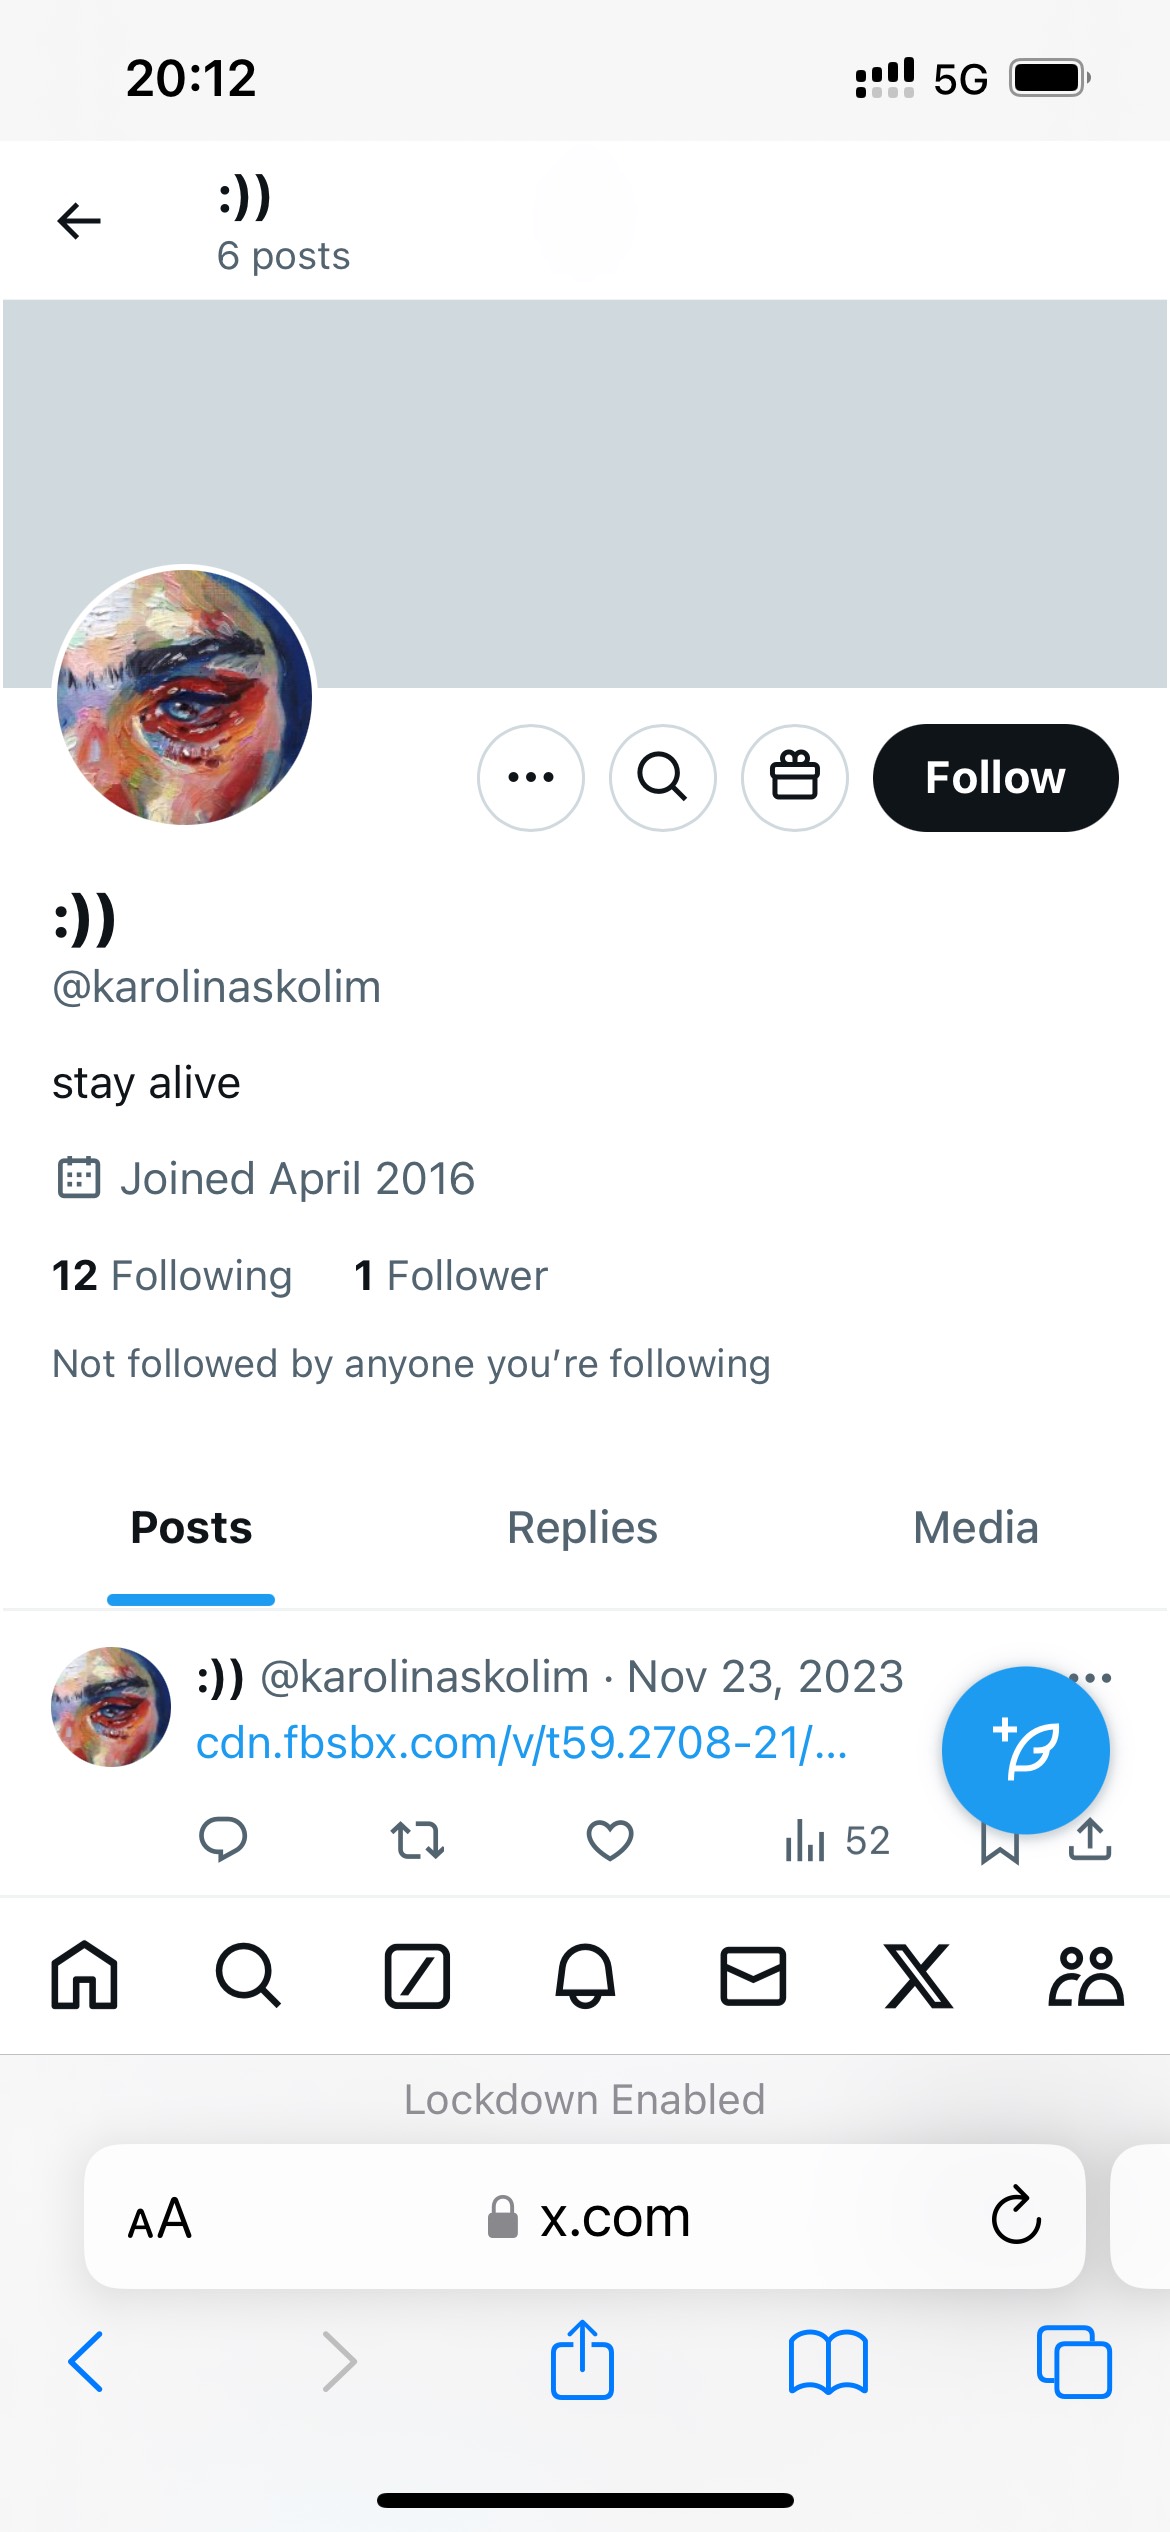 20:12 5G
:))
6 posts
Follow
:))
@karolinaskolim
stay alive
Joined April 2016
12 Following 1 Follower
Not followed by anyone you’re following
Posts Replies Media
:)) @karolinaskolim · Nov 23, 2023
cdn.fbsbx.com/v/t59.2708-21/...
52
Lockdown Enabled
AA x.com